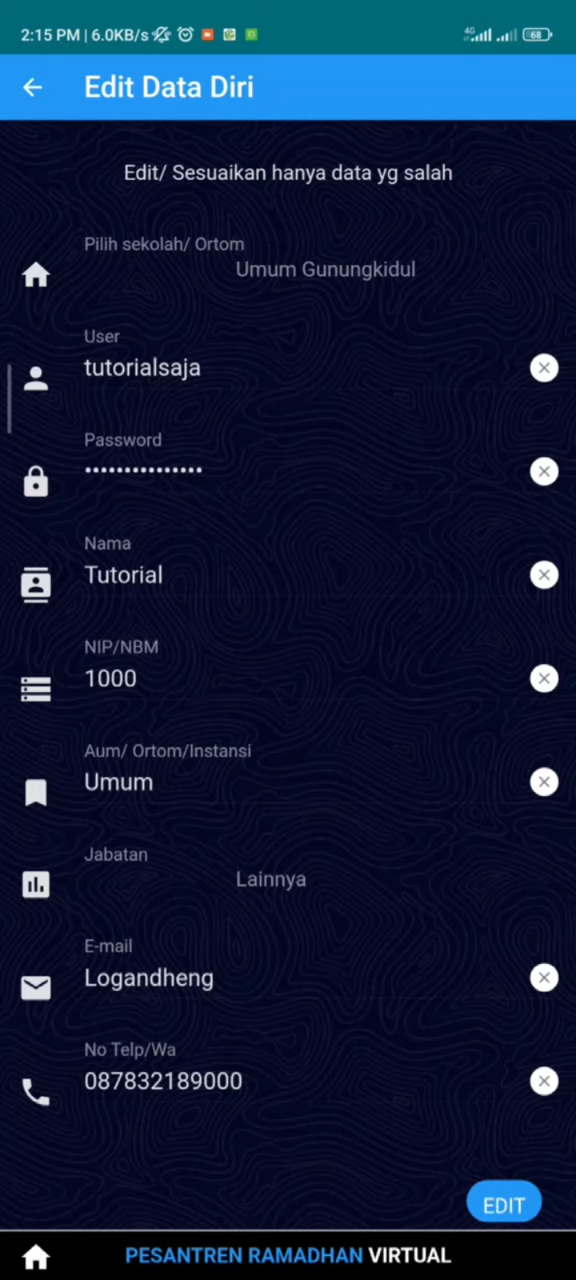 2:15 PM | 6.0KB/s
4G
68
Edit Data Diri
Edit/ Sesuaikan hanya data yg salah
Pilih sekolah/ Ortom
Umum Gunungkidul
User
tutorialsaja
Password
•••••••••••••••
Nama
Tutorial
NIP/NBM
1000
Aum/ Ortom/Instansi
Umum
Jabatan
Lainnya
E-mail
Logandheng
No Telp/Wa
087832189000
EDIT
PESANTREN RAMADHAN VIRTUAL